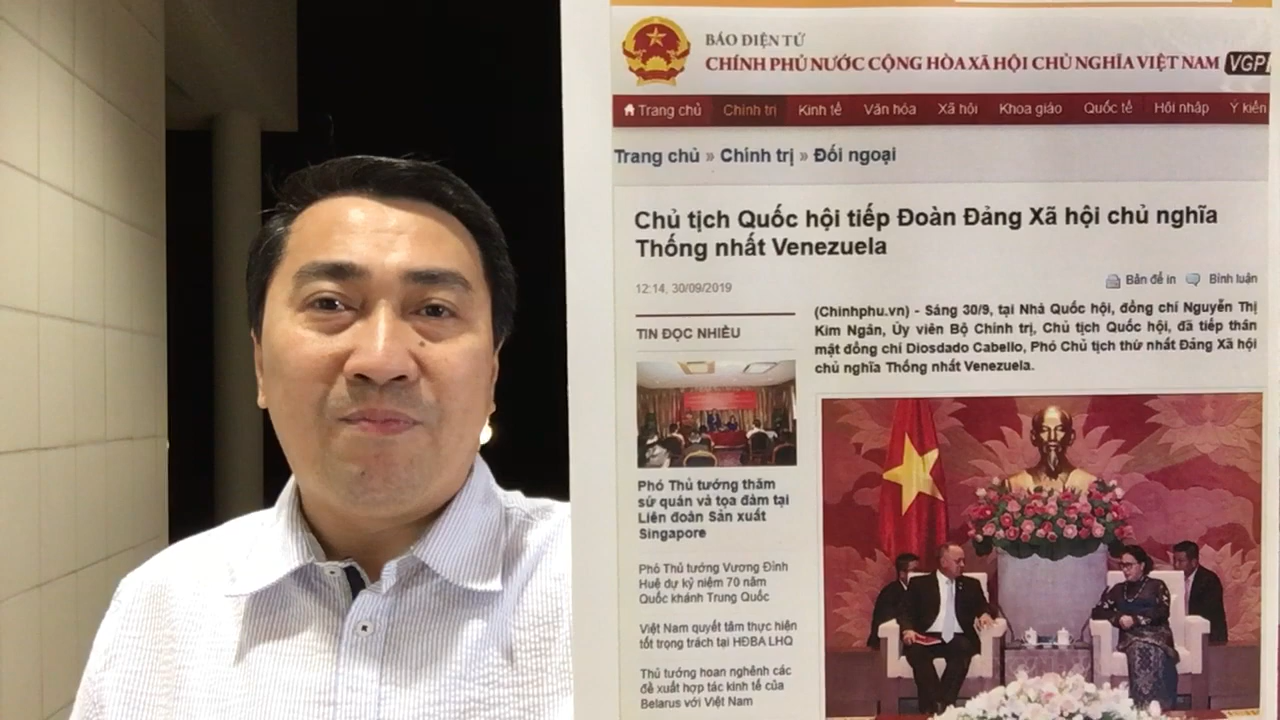 BÁO ĐIỆN TỬ
CHÍNH PHỦ NƯỚC CỘNG HÒA XÃ HỘI CHỦ NGHĨA VIỆT NAM
VGP
Trang chủ Chính trị Kinh tế Văn hóa Xã hội Khoa giáo Quốc tế Hội nhập Ý kiến
Trang chủ » Chính trị » Đối ngoại
Chủ tịch Quốc hội tiếp Đoàn Đảng Xã hội chủ nghĩa
Thống nhất Venezuela
12:14, 30/09/2019
Bản để in Bình luận
TIN ĐỌC NHIỀU
Phó Thủ tướng thăm
sứ quán và tọa đàm tại
Liên đoàn Sản xuất
Singapore
Phó Thủ tướng Vương Đình
Huệ dự kỷ niệm 70 năm
Quốc khánh Trung Quốc
Việt Nam quyết tâm thực hiện
tốt trọng trách tại HĐBA LHQ
Thủ tướng hoan nghênh các
đề xuất hợp tác kinh tế của
Belarus với Việt Nam
(Chinhphu.vn) - Sáng 30/9, tại Nhà Quốc hội, đồng chí Nguyễn Thị
Kim Ngân, Ủy viên Bộ Chính trị, Chủ tịch Quốc hội, đã tiếp thân
mật đồng chí Diosdado Cabello, Phó Chủ tịch thứ nhất Đảng Xã hội
chủ nghĩa Thống nhất Venezuela.